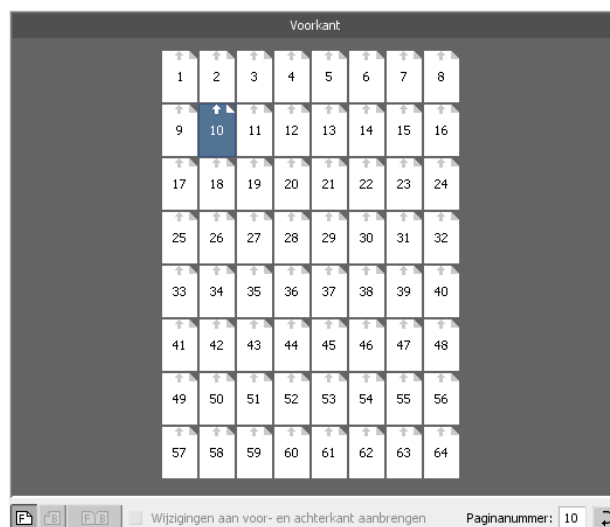 Voorkant
1 2 3 4 5 6 7 8
9 10 11 12 13 14 15 16
17 18 19 20 21 22 23 24
25 26 27 28 29 30 31 32
33 34 35 36 37 38 39 40
41 42 43 44 45 46 47 48
49 50 51 52 53 54 55 56
57 58 59 60 61 62 63 64
F B F B Wijzigingen aan voor- en achterkant aanbrengen Paginanummer: 10